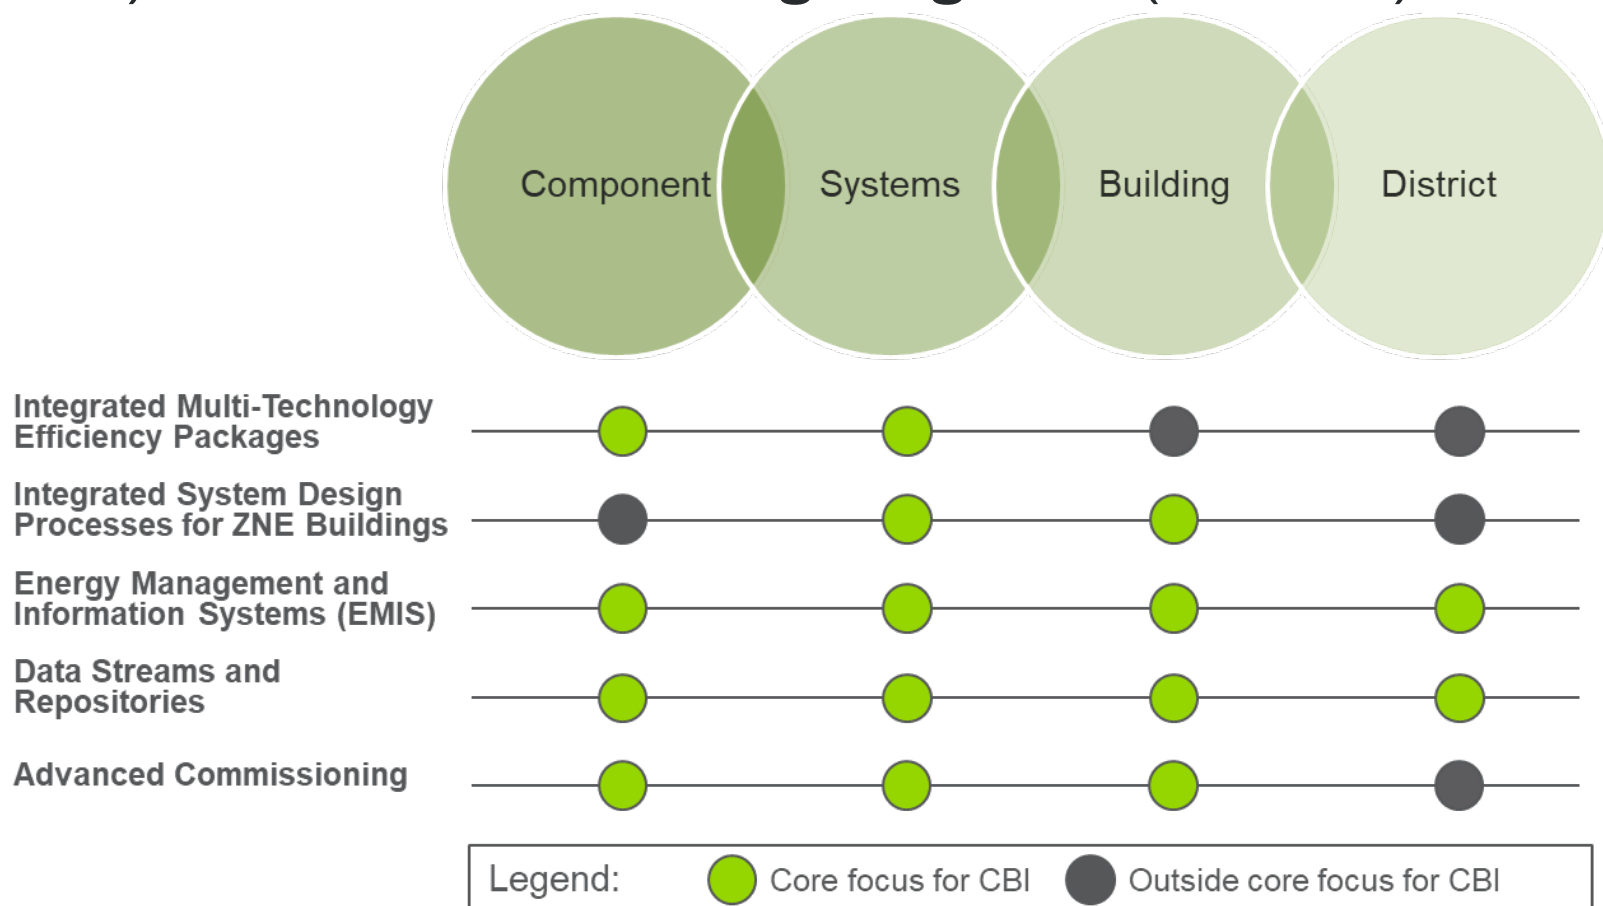 Component
Systems
Building
District
Integrated Multi-Technology
Efficiency Packages
Integrated System Design
Processes for ZNE Buildings
Energy Management and
Information Systems (EMIS)
Data Streams and
Repositories
Advanced Commissioning
Legend:
Core focus for CBI
Outside core focus for CBI